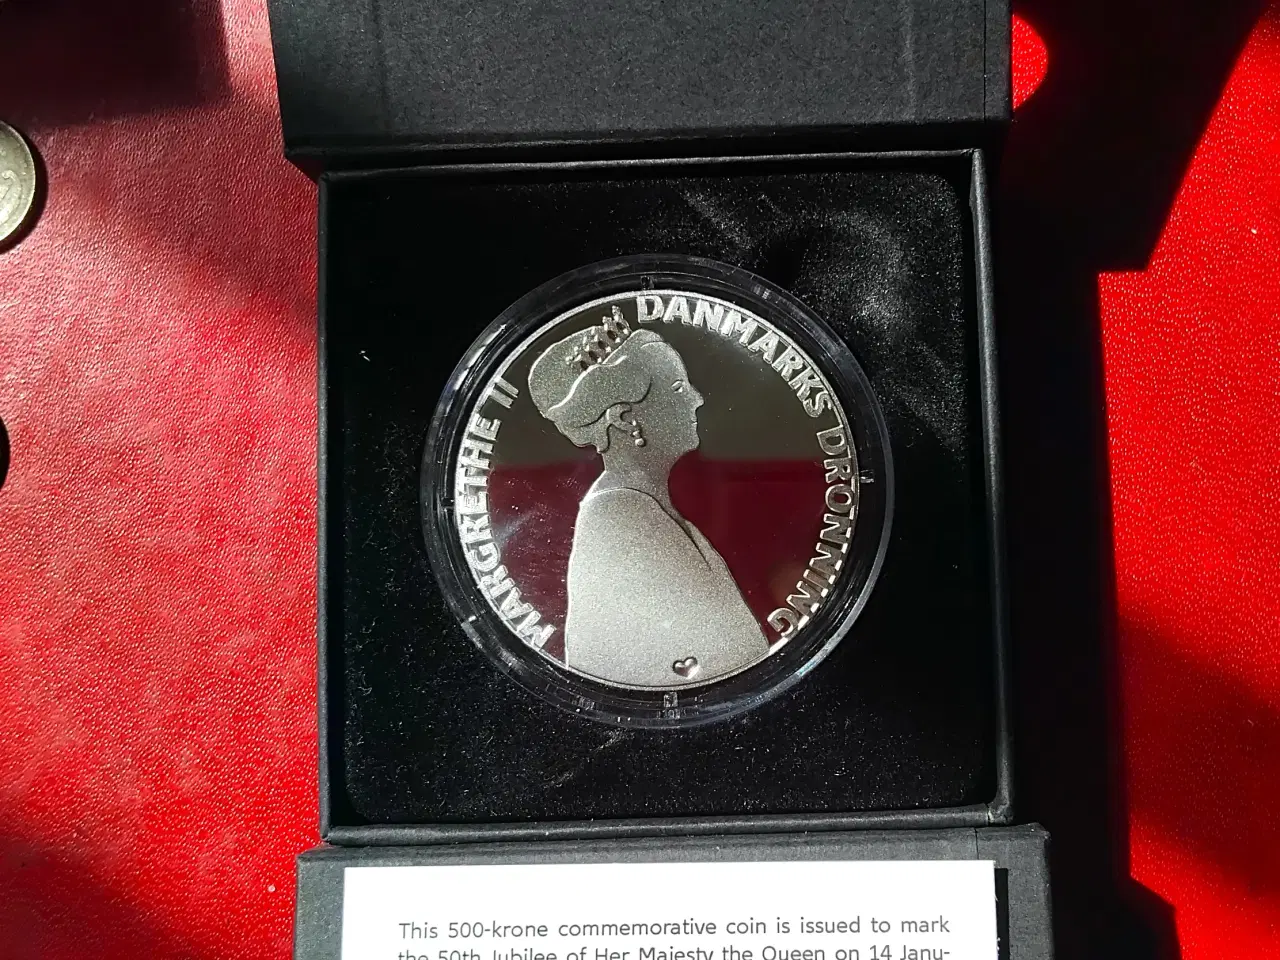 MARGRETHE II DANMARKS DRONNING
This 500-krone commemorative coin is issued to mark
the 50th Jubilee of Her Majesty the Queen on 14 Janu-